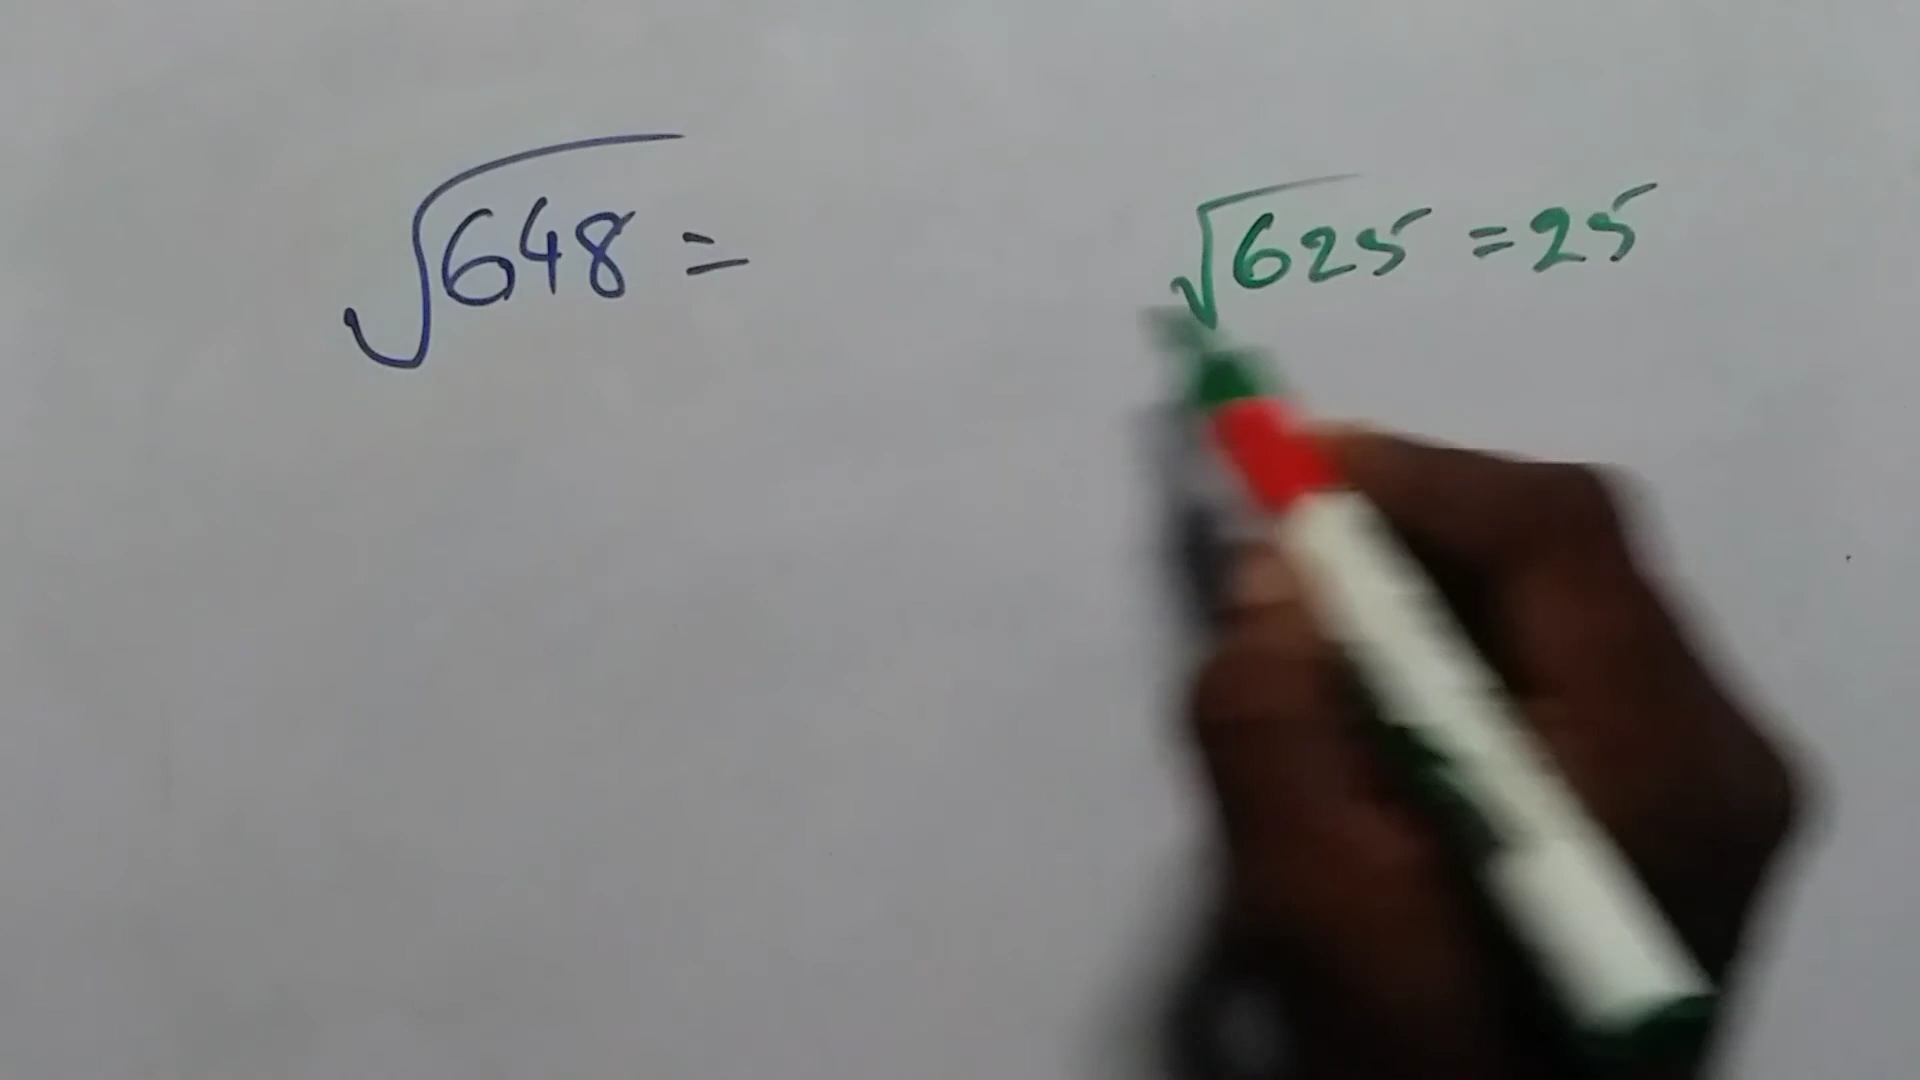 √648 =
√625 = 25